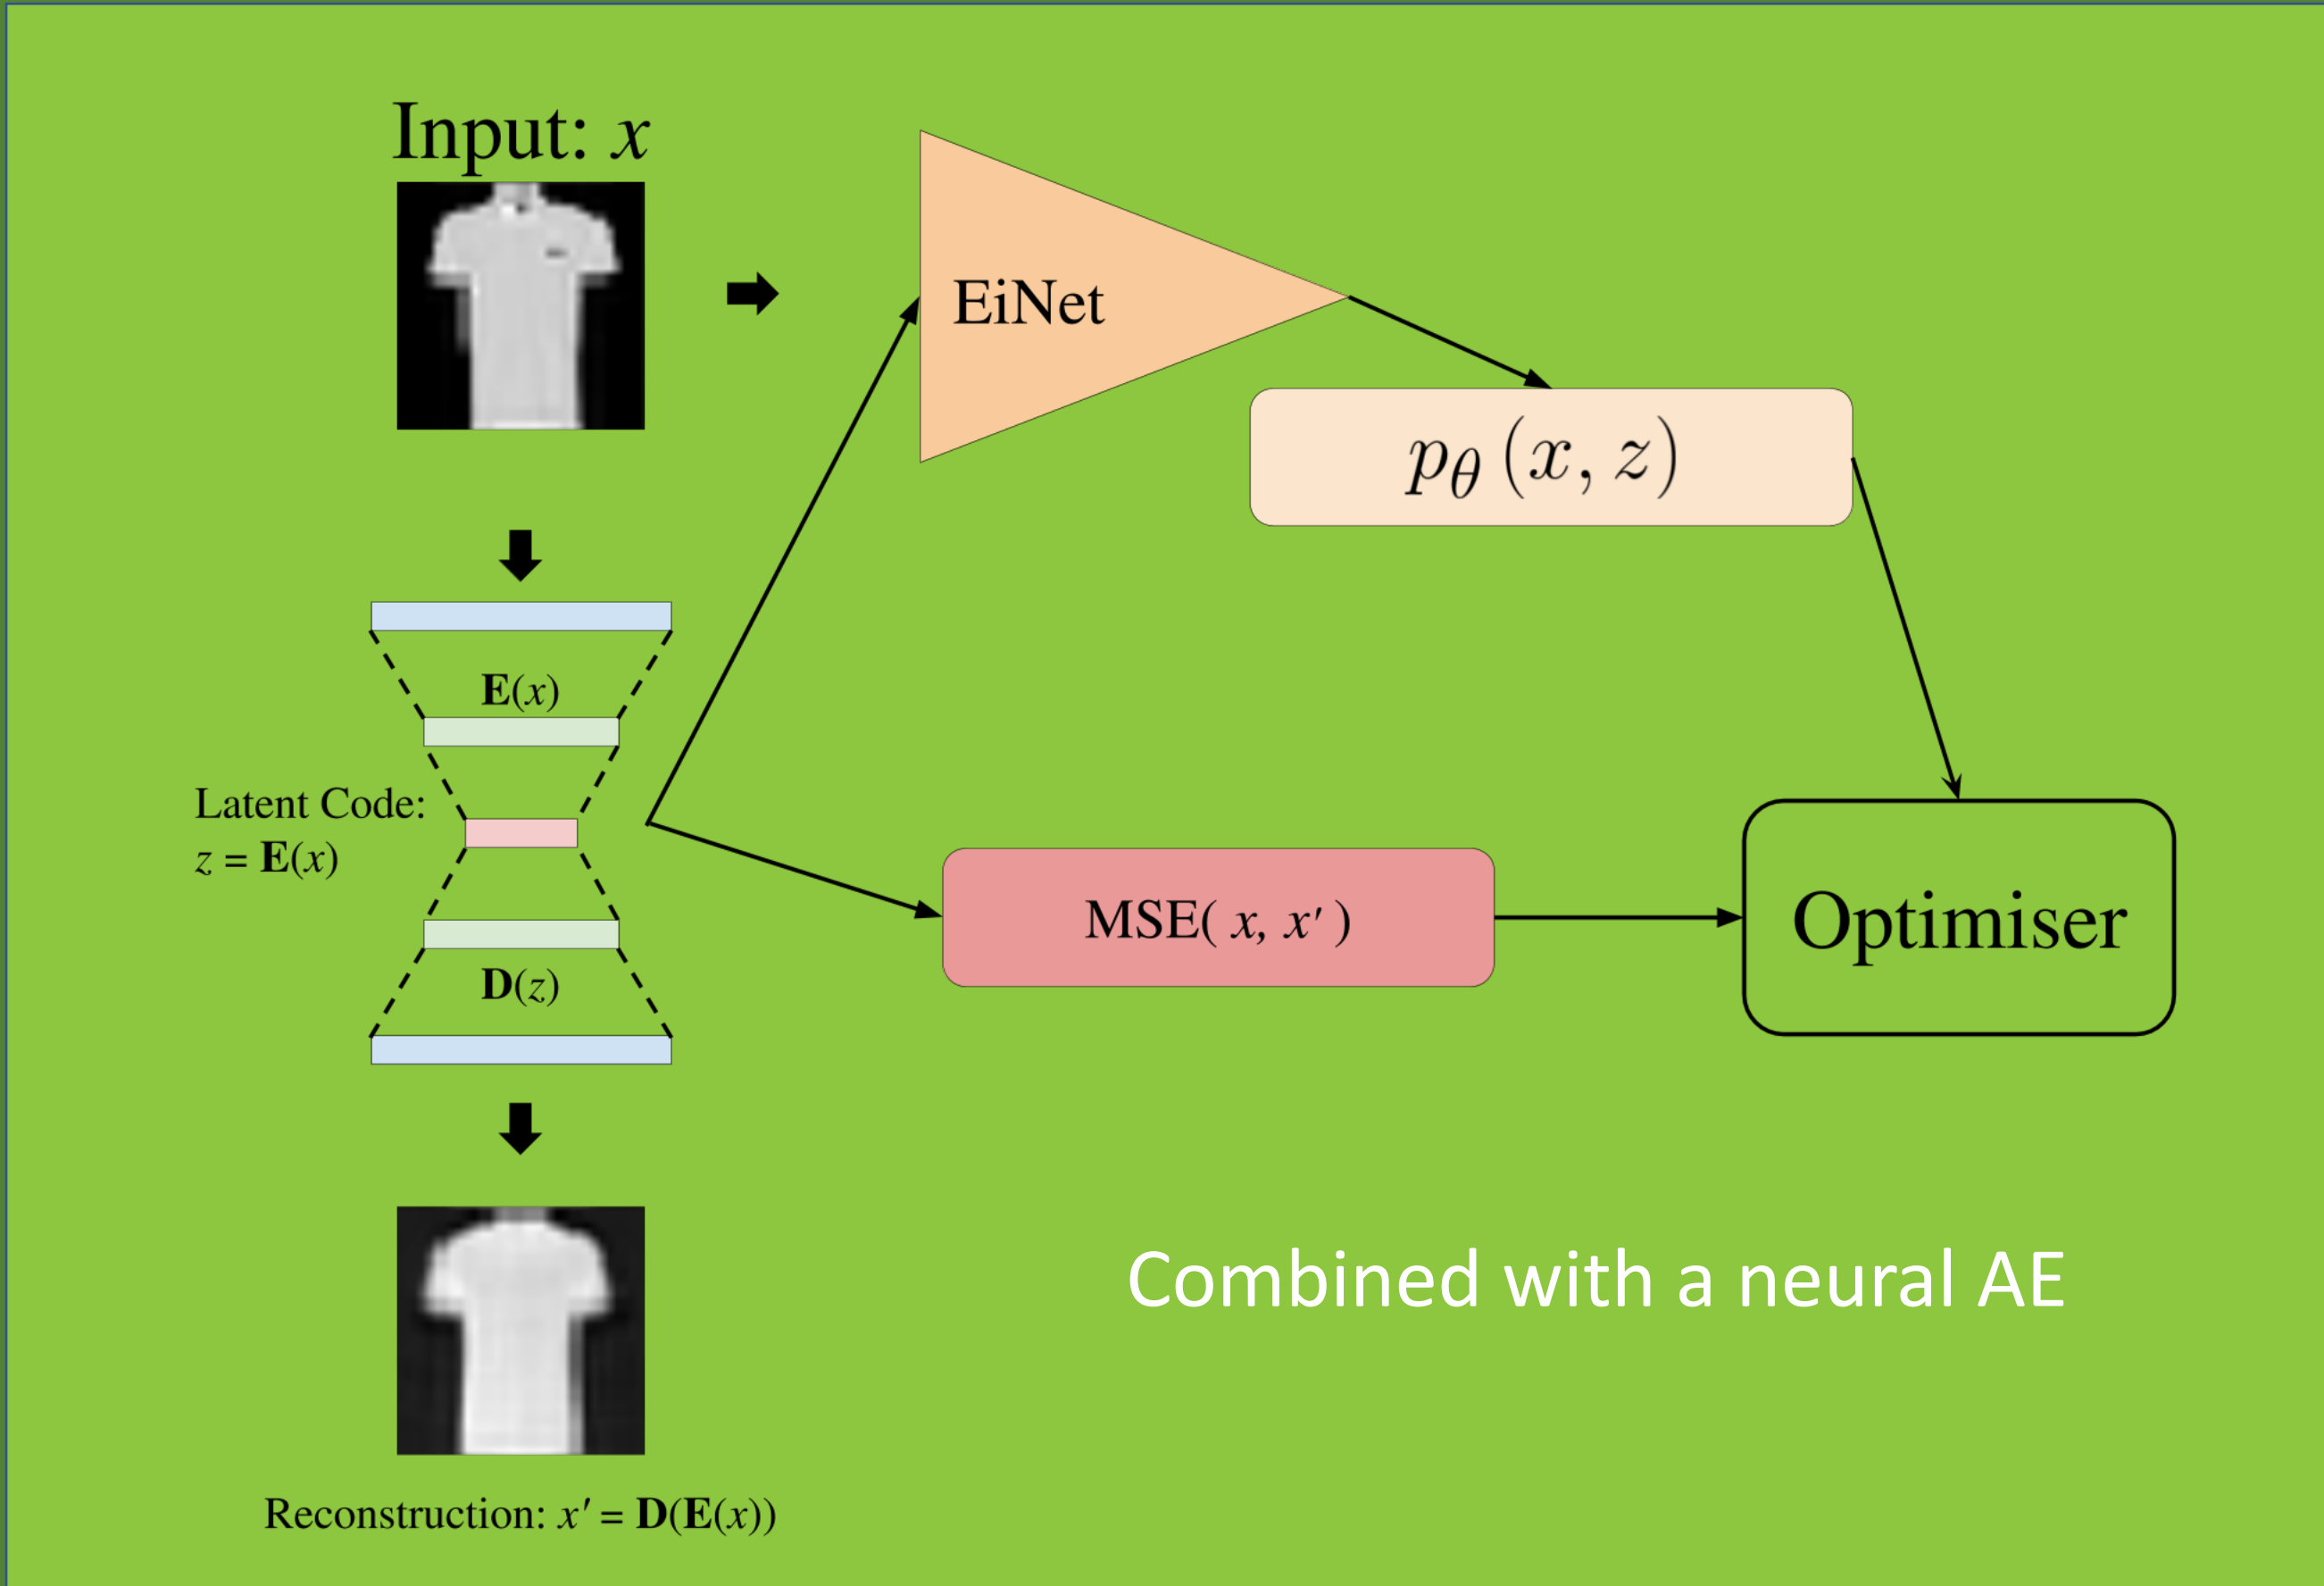 Input: x
EiNet
pθ (x, z)
E(x)
Latent Code:
z = E(x)
MSE( x, x′ )
Optimiser
D(z)
Combined with a neural AE
Reconstruction: x′ = D(E(x))